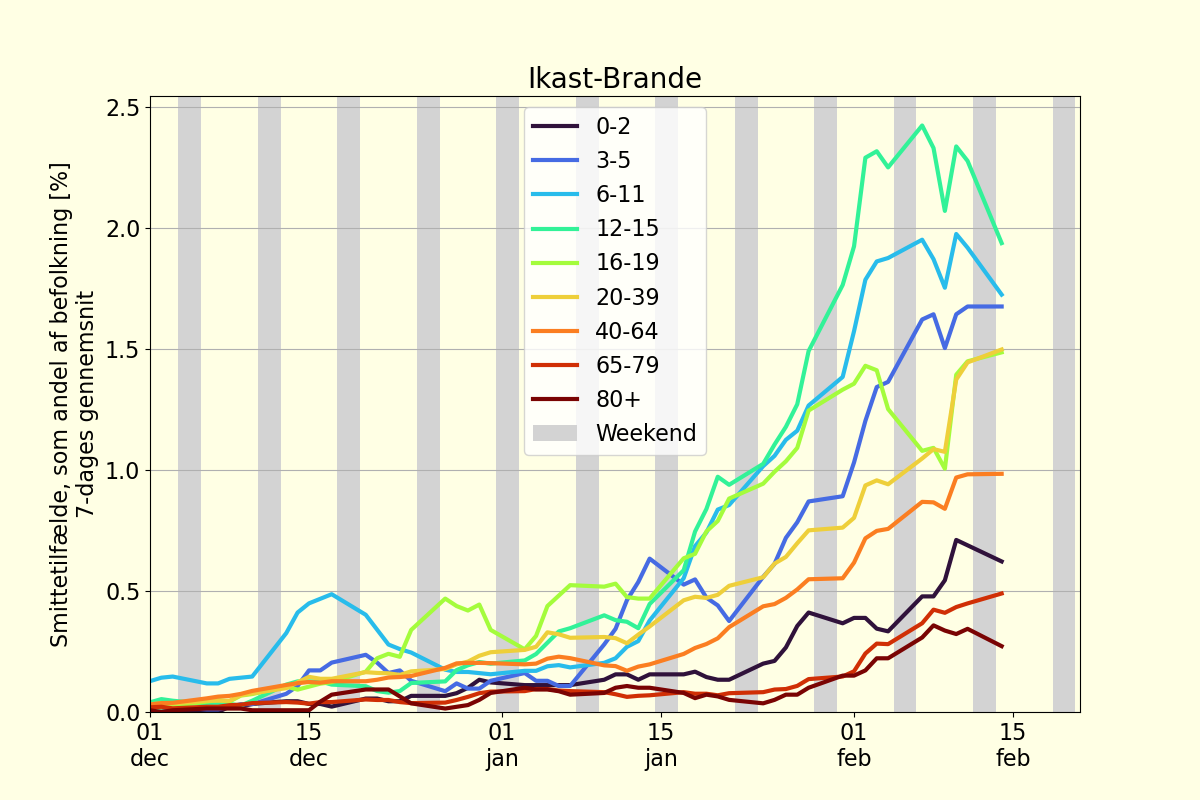 Ikast-Brande
Smittetilfælde, som andel af befolkning [%]
7-dages gennemsnit
2.5
2.0
1.5
1.0
0.5
0.0
0-2
3-5
6-11
12-15
16-19
20-39
40-64
65-79
80+
Weekend
01
dec
15
dec
01
jan
15
jan
01
feb
15
feb